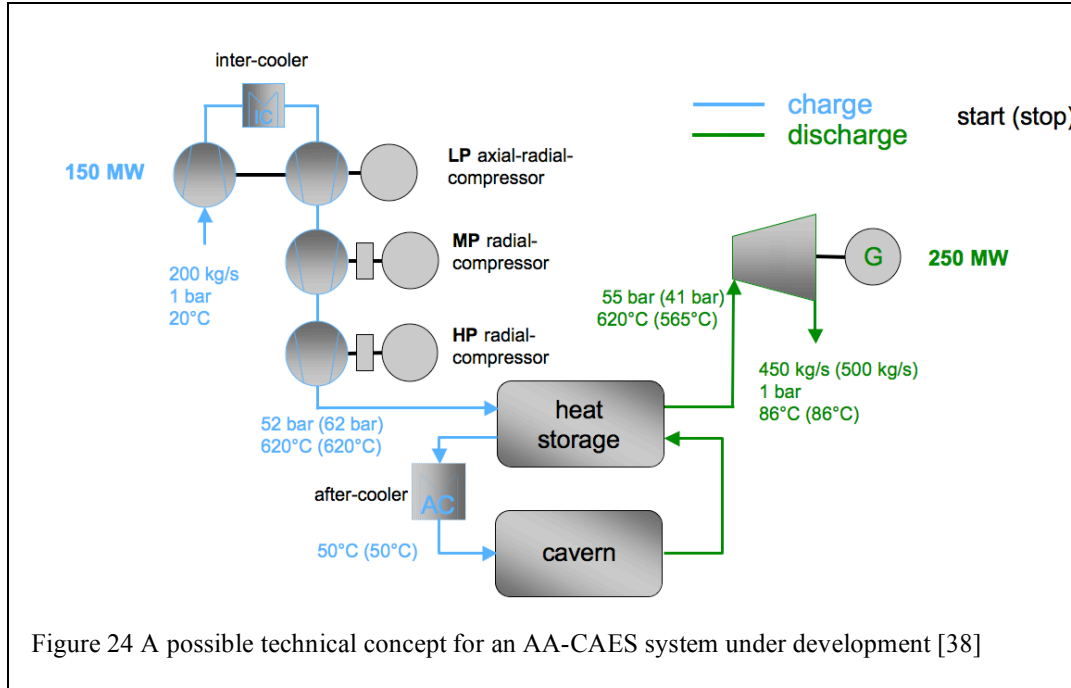 inter-cooler
IC
charge
discharge
start (stop)
150 MW
LP axial-radial-
compressor
MP radial-
compressor
200 kg/s
1 bar
20°C
HP radial-
compressor
G
250 MW
55 bar (41 bar)
620°C (565°C)
450 kg/s (500 kg/s)
1 bar
86°C (86°C)
52 bar (62 bar)
620°C (620°C)
heat
storage
after-cooler
AC
50°C (50°C)
cavern
Figure 24 A possible technical concept for an AA-CAES system under development [38]